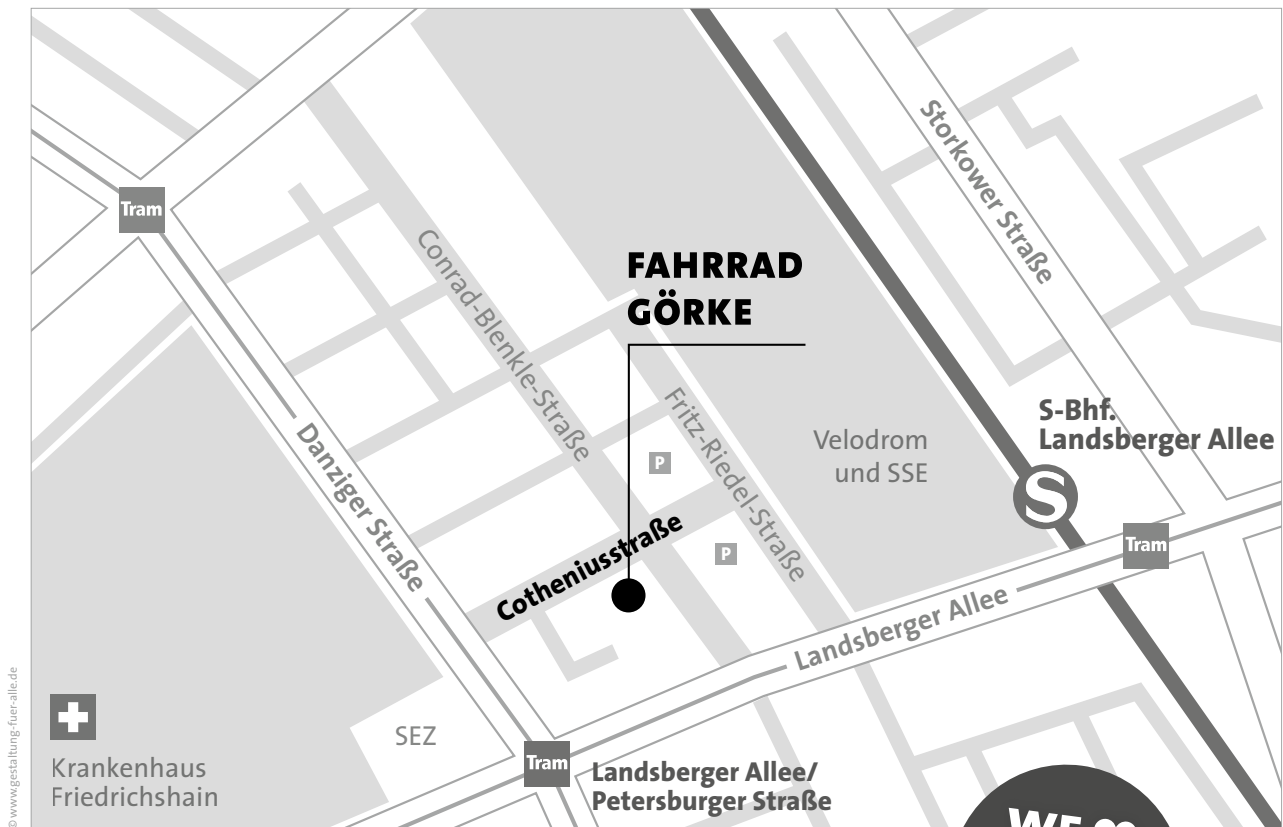 Storkower Straße
Tram
Conrad-Blenkle-Straße
FAHRRAD
GÖRKE
Fritz-Riedel-Straße
S-Bhf.
Landsberger Allee
Velodrom
und SSE
P
S
Danziger Straße
Cotheniusstraße
P
Tram
Landsberger Allee
SEZ
Krankenhaus
Friedrichshain
Tram
Landsberger Allee/
Petersburger Straße
WE
© www.gestaltung-fuer-alle.de